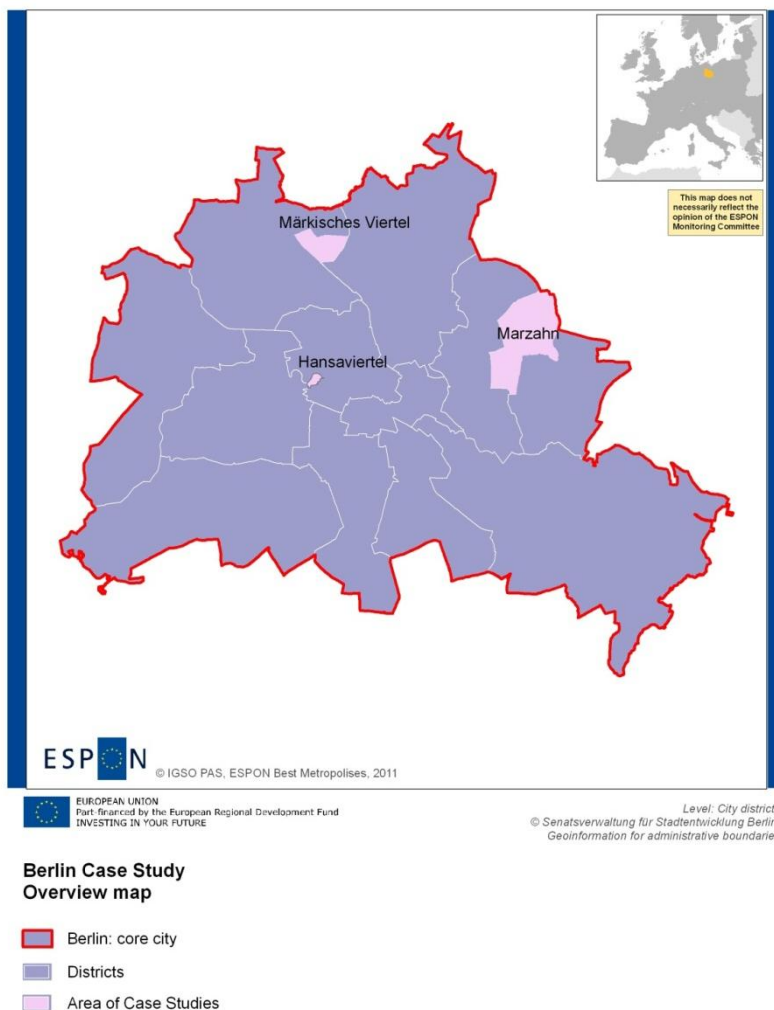 This map does not
necessarily reflect the
opinion of the ESPON
Monitoring Committee
Märkisches Viertel
Marzahn
Hansaviertel
ESPON
© IGSO PAS, ESPON Best Metropolises, 2011
EUROPEAN UNION
Part-financed by the European Regional Development Fund
INVESTING IN YOUR FUTURE
Level: City district
© Senatsverwaltung für Stadtentwicklung Berlin
Geoinformation for administrative boundarie
Berlin Case Study
Overview map
Berlin: core city
Districts
Area of Case Studies